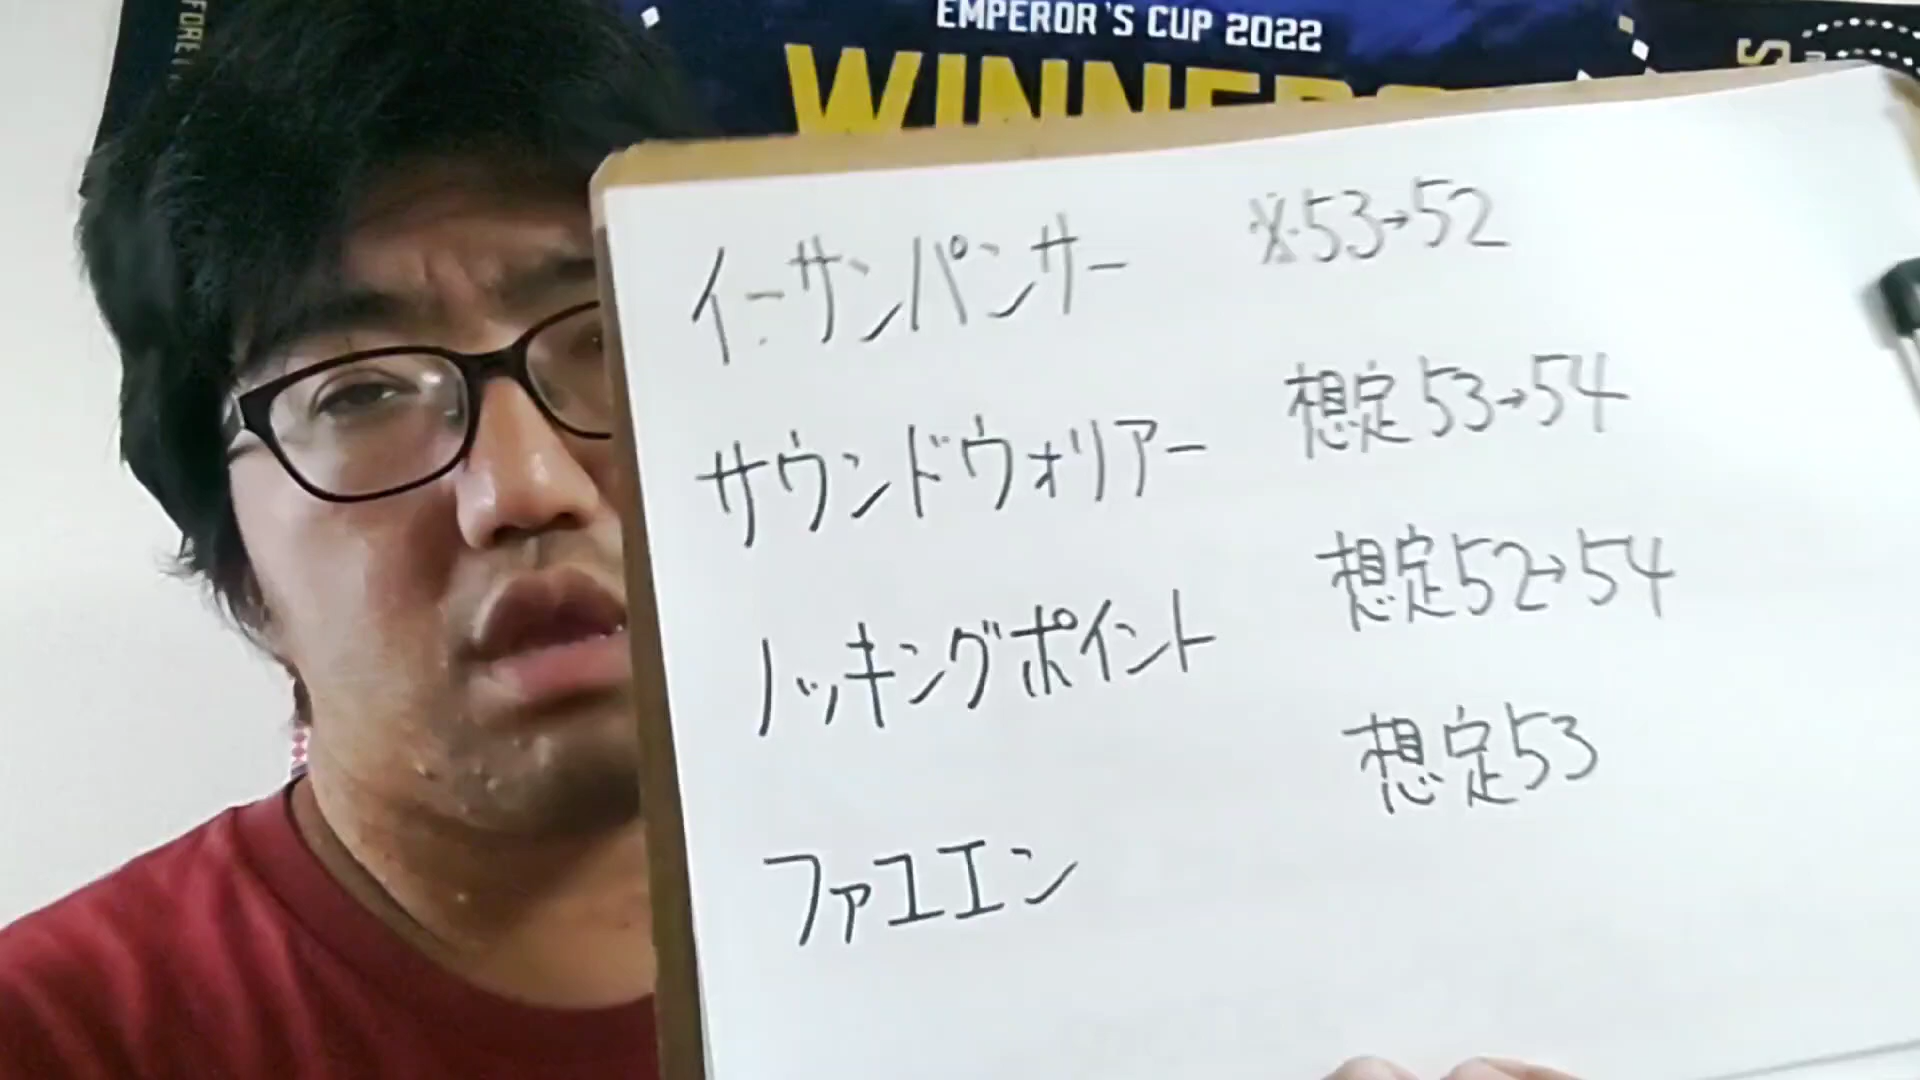 FORE
EMPEROR'S CUP 2022
WINNERS
イーサンパンサー ※53→52
サウンドウォリアー 想定53→54
ノッキングポイント 想定52→54
ファユエン 想定53